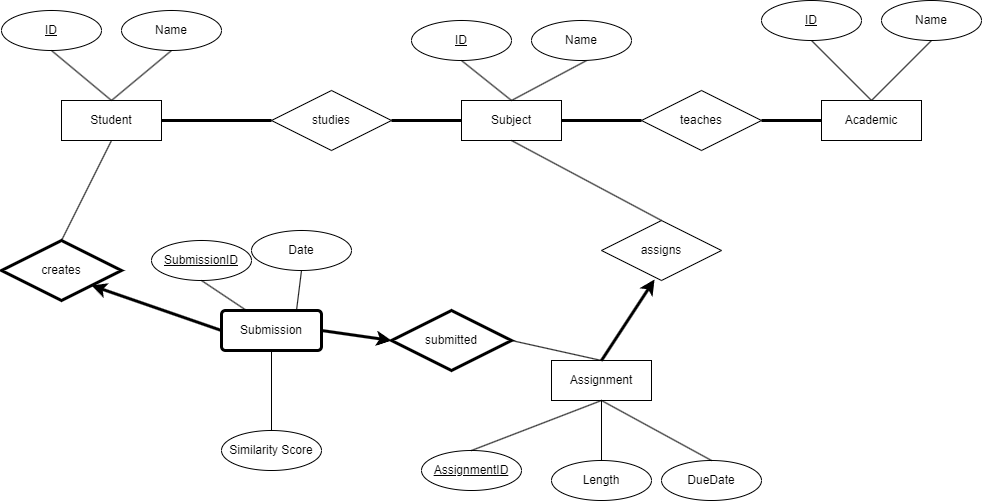 ID
Name
ID
Name
ID
Name
Student
studies
Subject
teaches
Academic
creates
SubmissionID
Date
assigns
Submission
submitted
Assignment
Similarity Score
AssignmentID
Length
DueDate